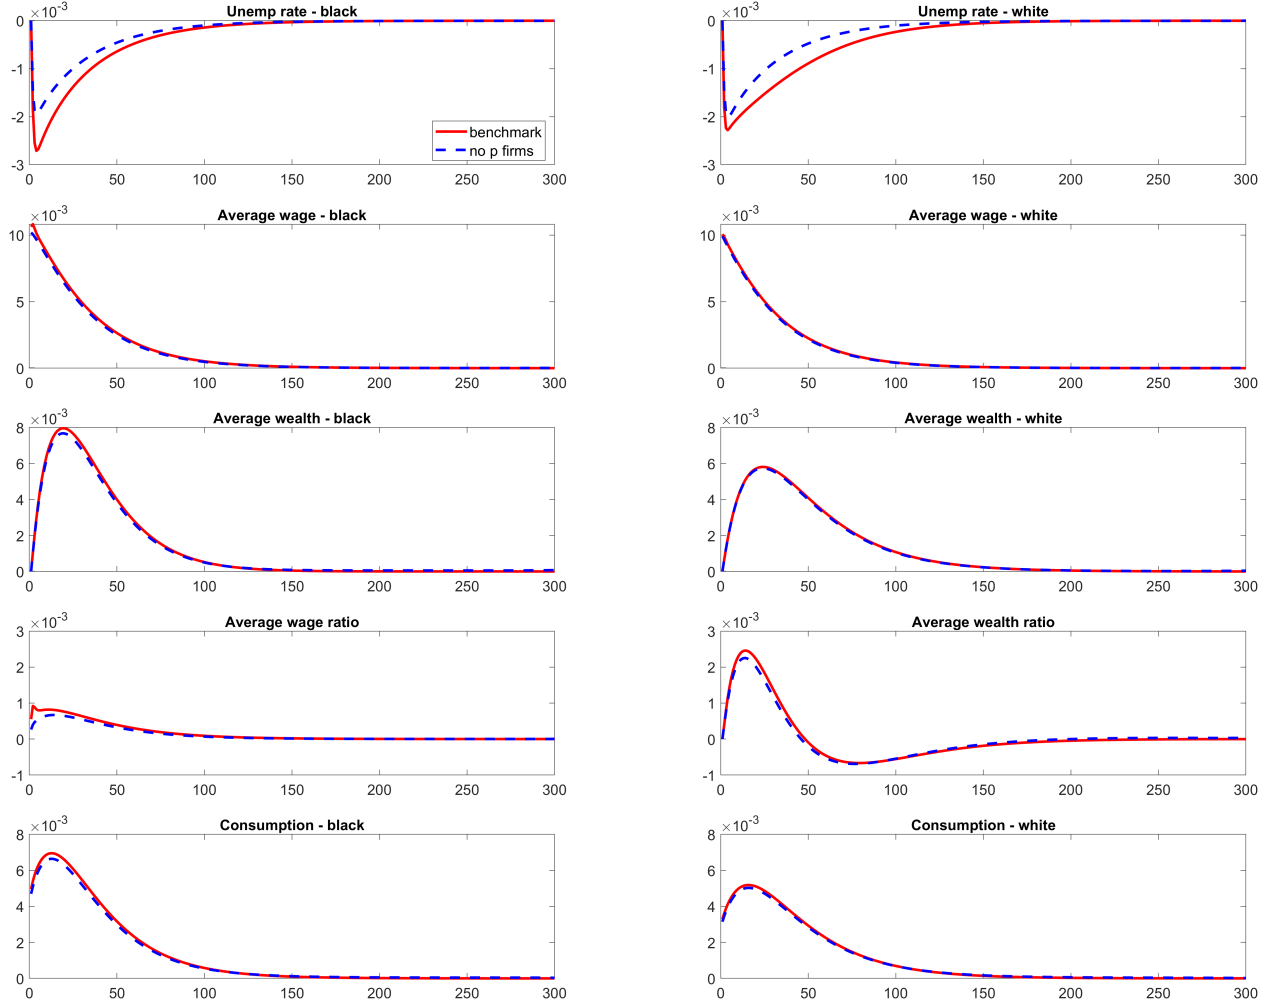 Unemp rate - black
×10-3
0
-1
-2
-3
0 50 100 150 200 250 300
benchmark
no p firms
Unemp rate - white
×10-3
0
-1
-2
-3
0 50 100 150 200 250 300
Average wage - black
×10-3
10
5
0
0 50 100 150 200 250 300
Average wage - white
×10-3
10
5
0
0 50 100 150 200 250 300
Average wealth - black
×10-3
8
6
4
2
0
0 50 100 150 200 250 300
Average wealth - white
×10-3
8
6
4
2
0
0 50 100 150 200 250 300
Average wage ratio
×10-3
3
2
1
0
-1
0 50 100 150 200 250 300
Average wealth ratio
×10-3
3
2
1
0
-1
0 50 100 150 200 250 300
Consumption - black
×10-3
8
6
4
2
0
0 50 100 150 200 250 300
Consumption - white
×10-3
8
6
4
2
0
0 50 100 150 200 250 300